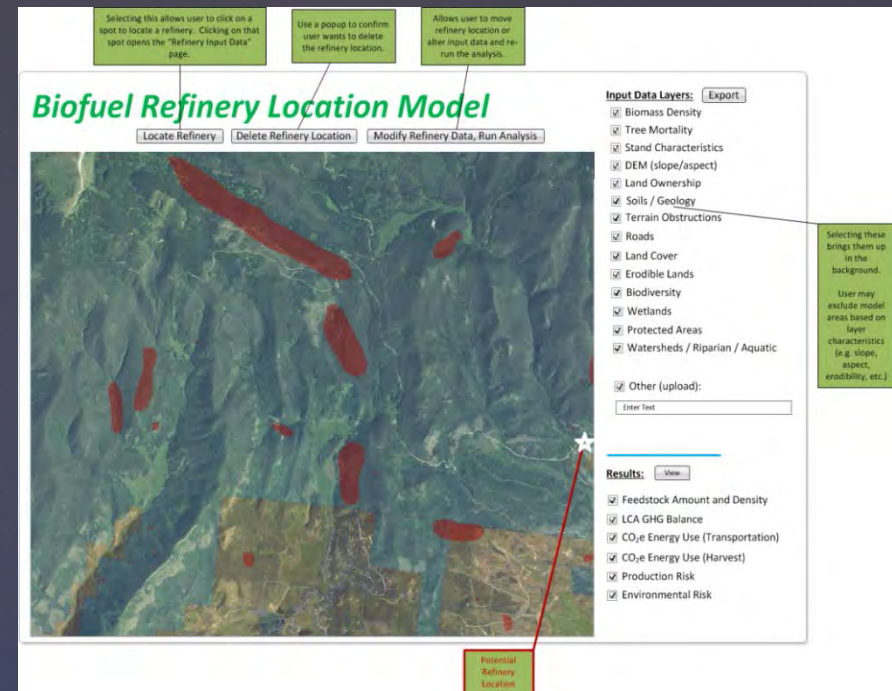 Selecting this allows user to click on a
spot to locate a refinery. Clicking on that
spot opens the "Refinery Input Data"
page.
Use a popup to confirm
user wants to delete
the refinery location.
Allows user to move
refinery location or
alter input data and re-
run the analysis.
Biofuel Refinery Location Model
Locate Refinery
Delete Refinery Location
Modify Refinery Data, Run Analysis
Input Data Layers: Export
Biomass Density
Tree Mortality
Stand Characteristics
DEM (slope/aspect)
Land Ownership
Soils / Geology
Terrain Obstructions
Roads
Land Cover
Erodible Lands
Biodiversity
Wetlands
Protected Areas
Watersheds / Riparian / Aquatic
Other (upload):
Enter Text
Selecting these
brings them up
in the
background.
User may
exclude model
areas based on
layer
characteristics
(e.g. slope,
aspect,
erodibility, etc.)
Results: View
Feedstock Amount and Density
LCA GHG Balance
CO₂e Energy Use (Transportation)
CO₂e Energy Use (Harvest)
Production Risk
Environmental Risk
Potential
Refinery
Location